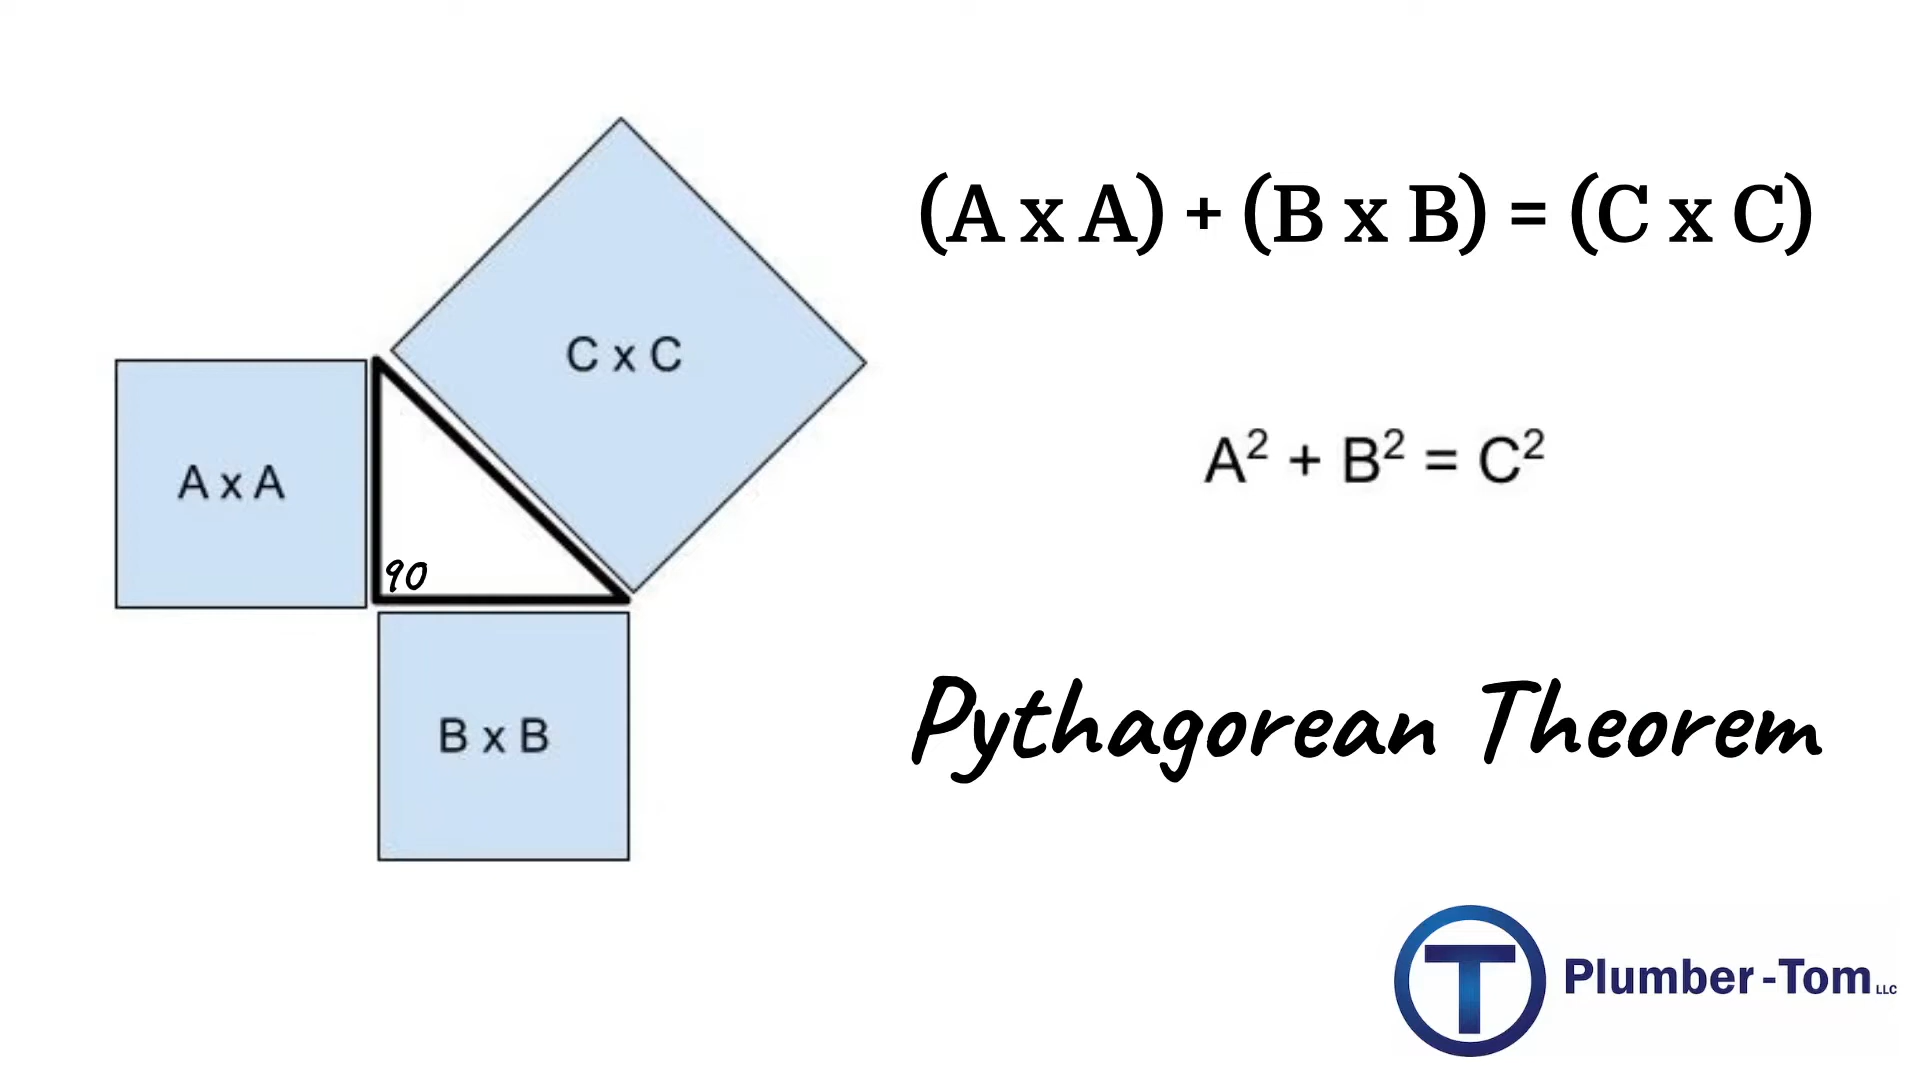 (A x A) + (B x B) = (C x C)
C x C
A x A
A² + B² = C²
90
B x B
Pythagorean Theorem
T
Plumber-Tom LLC